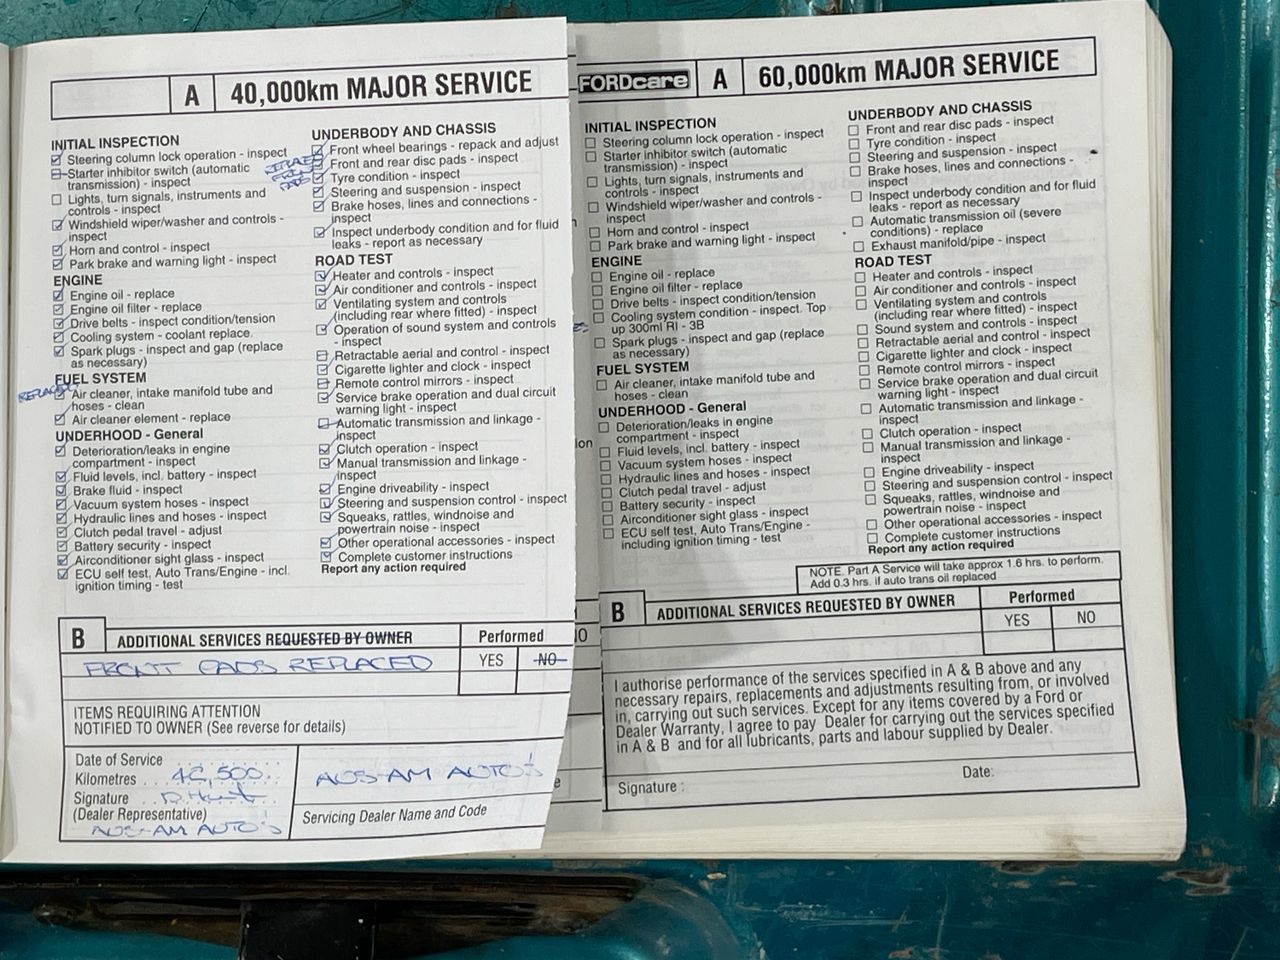 A 40,000km MAJOR SERVICE
INITIAL INSPECTION
Steering column lock operation - inspect
Starter inhibitor switch (automatic
transmission) - inspect
Lights, turn signals, instruments and
controls - inspect
Windshield wiper/washer and controls -
inspect
Horn and control - inspect
Park brake and warning light - inspect
ENGINE
Engine oil - replace
Engine oil filter - replace
Drive belts - inspect condition/tension
Cooling system - coolant replace.
Spark plugs - inspect and gap (replace
as necessary)
FUEL SYSTEM
REPLACED
Air cleaner, intake manifold tube and
hoses - clean
Air cleaner element - replace
UNDERHOOD - General
Deterioration/leaks in engine
compartment - inspect
Fluid levels, incl. battery - inspect
Brake fluid - inspect
Vacuum system hoses - inspect
Hydraulic lines and hoses - inspect
Clutch pedal travel - adjust
Battery security - inspect
Airconditioner sight glass - inspect
ECU self test, Auto Trans/Engine - incl.
ignition timing - test
UNDERBODY AND CHASSIS
Front wheel bearings - repack and adjust
REPLACED
FRONT
PADS
Front and rear disc pads - inspect
Tyre condition - inspect
Steering and suspension - inspect
Brake hoses, lines and connections -
inspect
Inspect underbody condition and for fluid
leaks - report as necessary
ROAD TEST
Heater and controls - inspect
Air conditioner and controls - inspect
Ventilating system and controls
(including rear where fitted) - inspect
Operation of sound system and controls
- inspect
Retractable aerial and control - inspect
Cigarette lighter and clock - inspect
Remote control mirrors - inspect
Service brake operation and dual circuit
warning light - inspect
Automatic transmission and linkage -
inspect
Clutch operation - inspect
Manual transmission and linkage -
inspect
Engine driveability - inspect
Steering and suspension control - inspect
Squeaks, rattles, windnoise and
powertrain noise - inspect
Other operational accessories - inspect
Complete customer instructions
Report any action required
B ADDITIONAL SERVICES REQUESTED BY OWNER
Performed
FRONT PADS REPLACED
YES NO
ITEMS REQUIRING ATTENTION
NOTIFIED TO OWNER (See reverse for details)
Date of Service
Kilometres 42,500
Signature
(Dealer Representative)
AUS-AM AUTO'S
AUS-AM AUTO'S
Servicing Dealer Name and Code
FORDcare A 60,000km MAJOR SERVICE
INITIAL INSPECTION
Steering column lock operation - inspect
Starter inhibitor switch (automatic
transmission) - inspect
Lights, turn signals, instruments and
controls - inspect
Windshield wiper/washer and controls -
inspect
Horn and control - inspect
Park brake and warning light - inspect
ENGINE
Engine oil - replace
Engine oil filter - replace
Drive belts - inspect condition/tension
Cooling system condition - inspect. Top
up 300ml RI - 3B
Spark plugs - inspect and gap (replace
as necessary)
FUEL SYSTEM
Air cleaner, intake manifold tube and
hoses - clean
UNDERHOOD - General
Deterioration/leaks in engine
compartment - inspect
Fluid levels, incl. battery - inspect
Vacuum system hoses - inspect
Hydraulic lines and hoses - inspect
Clutch pedal travel - adjust
Battery security - inspect
Airconditioner sight glass - inspect
ECU self test, Auto Trans/Engine -
including ignition timing - test
UNDERBODY AND CHASSIS
Front and rear disc pads - inspect
Tyre condition - inspect
Steering and suspension - inspect
Brake hoses, lines and connections -
inspect
Inspect underbody condition and for fluid
leaks - report as necessary
Automatic transmission oil (severe
conditions) - replace
Exhaust manifold/pipe - inspect
ROAD TEST
Heater and controls - inspect
Air conditioner and controls - inspect
Ventilating system and controls
(including rear where fitted) - inspect
Sound system and controls - inspect
Retractable aerial and control - inspect
Cigarette lighter and clock - inspect
Remote control mirrors - inspect
Service brake operation and dual circuit
warning light - inspect
Automatic transmission and linkage -
inspect
Clutch operation - inspect
Manual transmission and linkage -
inspect
Engine driveability - inspect
Steering and suspension control - inspect
Squeaks, rattles, windnoise and
powertrain noise - inspect
Other operational accessories - inspect
Complete customer instructions
Report any action required
NOTE. Part A Service will take approx 1.6 hrs. to perform.
Add 0.3 hrs. if auto trans oil replaced
B ADDITIONAL SERVICES REQUESTED BY OWNER
Performed
YES NO
I authorise performance of the services specified in A & B above and any
necessary repairs, replacements and adjustments resulting from, or involved
in, carrying out such services. Except for any items covered by a Ford or
Dealer Warranty, I agree to pay Dealer for carrying out the services specified
in A & B and for all lubricants, parts and labour supplied by Dealer.
Signature : Date: